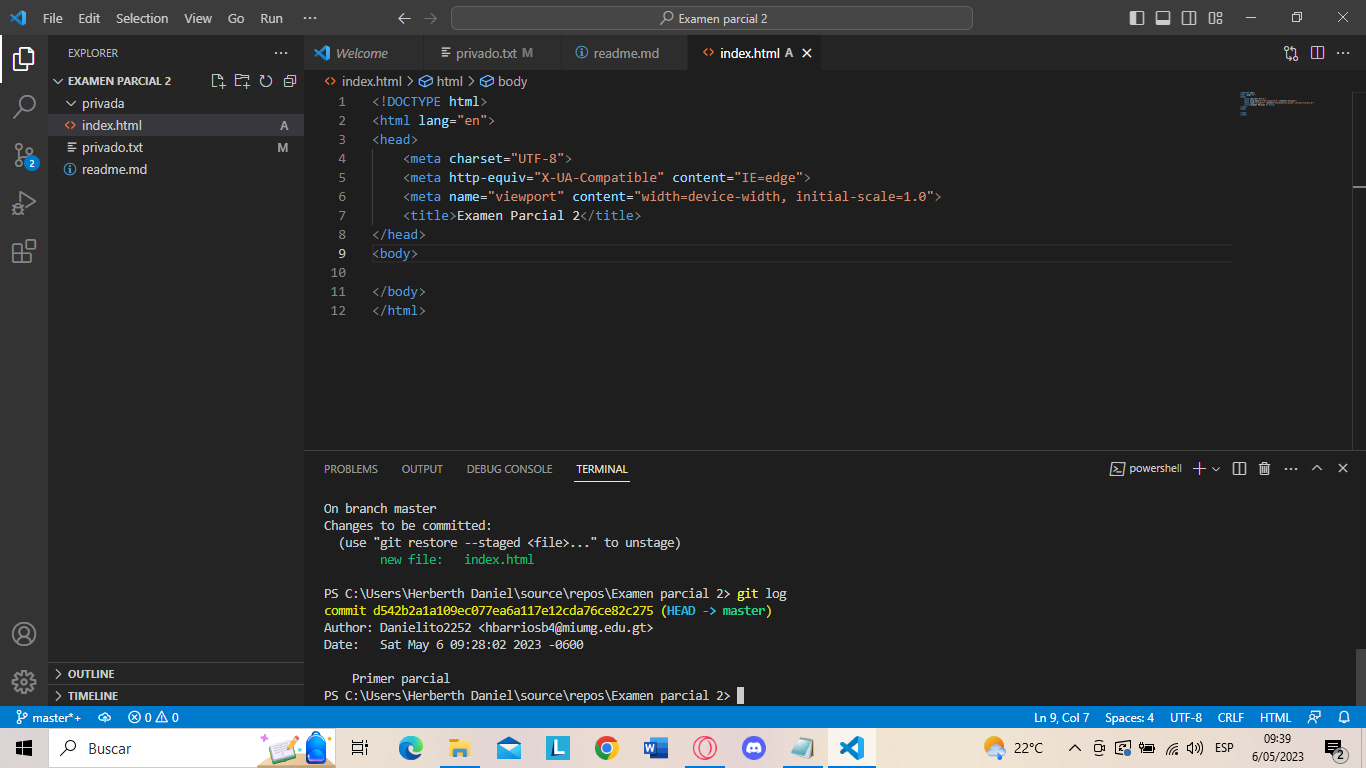 File Edit Selection View Go Run ··· Examen parcial 2
EXPLORER ···
EXAMEN PARCIAL 2
privada
index.html A
privado.txt M
readme.md
OUTLINE
TIMELINE
Welcome privado.txt M readme.md index.html A
index.html > html > body
1 <!DOCTYPE html>
2 <html lang="en">
3 <head>
4 <meta charset="UTF-8">
5 <meta http-equiv="X-UA-Compatible" content="IE=edge">
6 <meta name="viewport" content="width=device-width, initial-scale=1.0">
7 <title>Examen Parcial 2</title>
8 </head>
9 <body>
10
11 </body>
12 </html>
PROBLEMS OUTPUT DEBUG CONSOLE TERMINAL powershell
On branch master
Changes to be committed:
(use "git restore --staged <file>..." to unstage)
new file: index.html
PS C:\Users\Herberth Daniel\source\repos\Examen parcial 2> git log
commit d542b2a1a109ec077ea6a117e12cda76ce82c275 (HEAD -> master)
Author: Danielito2252 <hbarriosb4@miumg.edu.gt>
Date: Sat May 6 09:28:02 2023 -0600
Primer parcial
PS C:\Users\Herberth Daniel\source\repos\Examen parcial 2>
2
master*+ 0 0 Ln 9, Col 7 Spaces: 4 UTF-8 CRLF HTML
Buscar 22°C ESP 09:39
6/05/2023
2